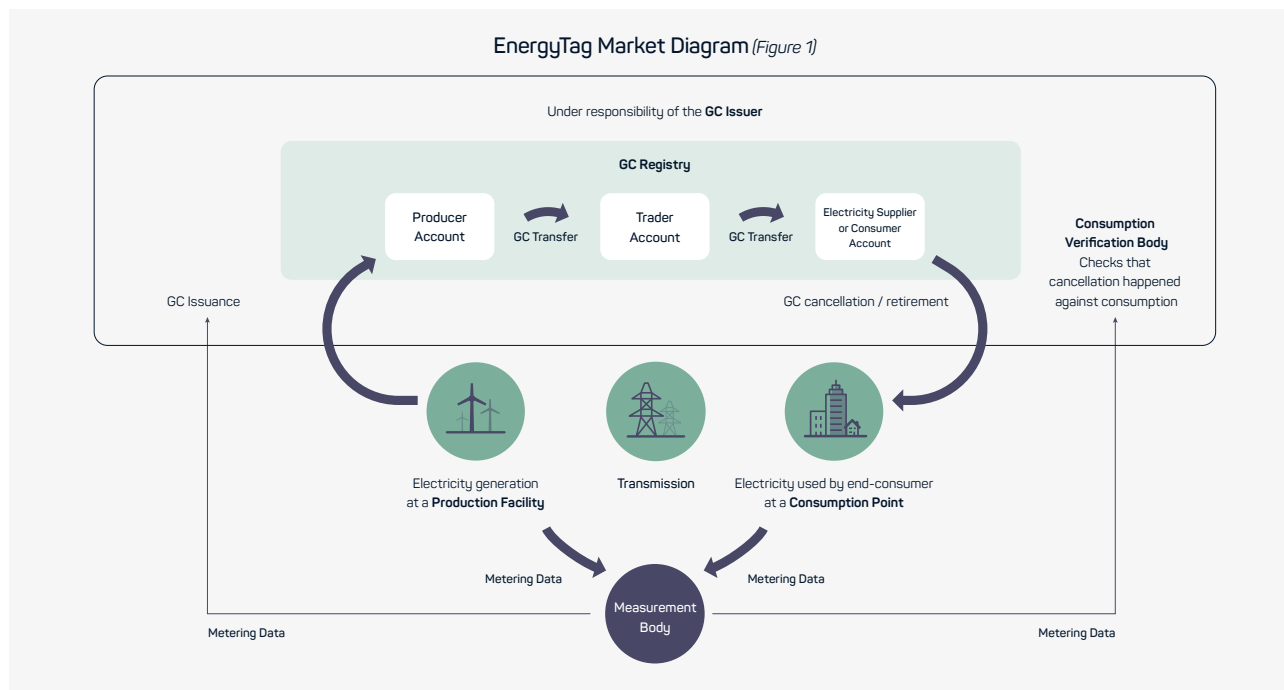 EnergyTag Market Diagram (Figure 1)
Under responsibility of the GC Issuer
GC Registry
Producer
Account
GC Transfer
Trader
Account
GC Transfer
Electricity Supplier
or Consumer
Account
Consumption
Verification Body
Checks that
cancellation happened
against consumption
GC Issuance
GC cancellation / retirement
Electricity generation
at a Production Facility
Transmission
Electricity used by end-consumer
at a Consumption Point
Metering Data
Metering Data
Measurement
Body
Metering Data
Metering Data